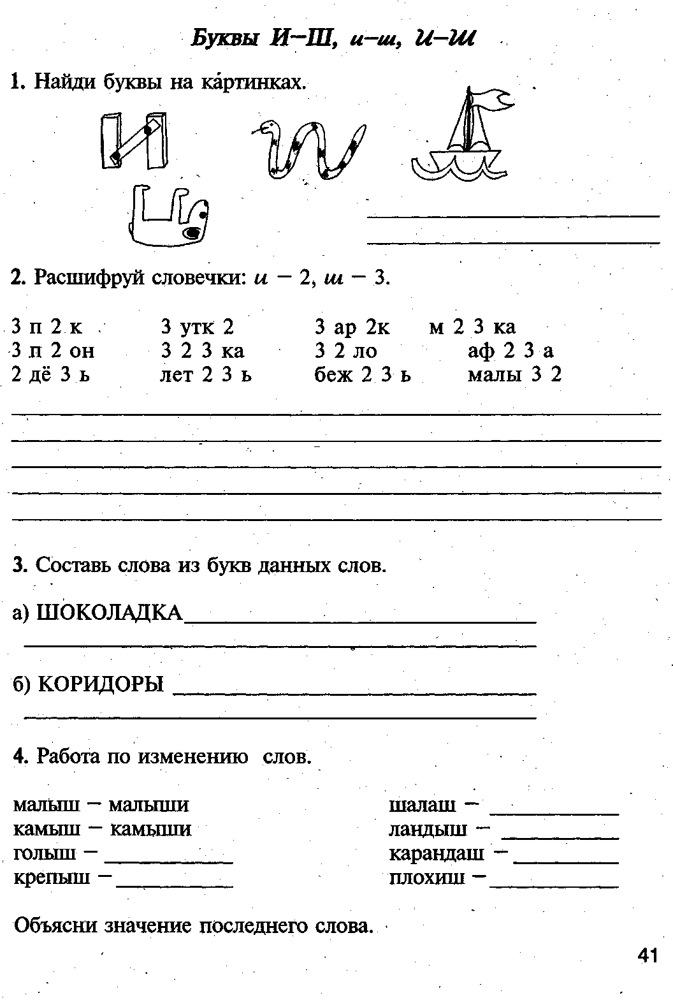 Буквы И–Ш, и–ш, И–Ш
1. Найди буквы на картинках.
2. Расшифруй словечки: и – 2, ш – 3.
3 п 2 к 3 утк 2 3 ар 2к м 2 3 ка
3 п 2 он 3 2 3 ка 3 2 ло аф 2 3 а
2 дё 3 ь лет 2 3 ь беж 2 3 ь малы 3 2
3. Составь слова из букв данных слов.
а) ШОКОЛАДКА
б) КОРИДОРЫ
4. Работа по изменению слов.
малыш – малыши шалаш –
камыш – камыши ландыш –
голыш – карандаш –
крепыш – плохиш –
Объясни значение последнего слова.
41